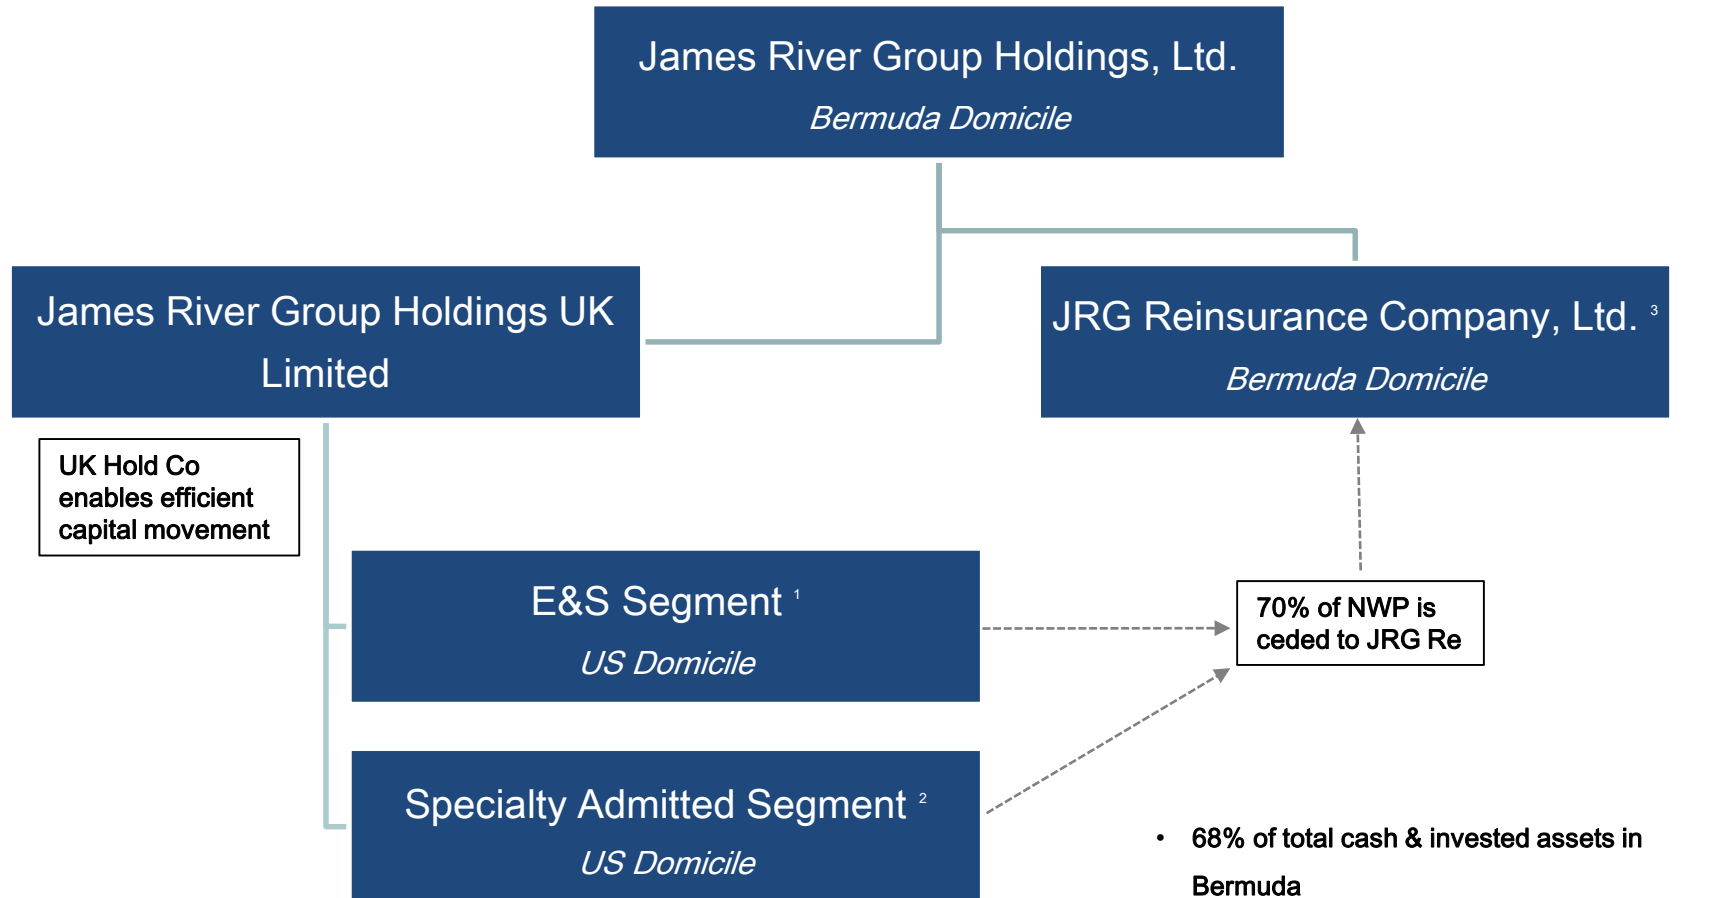 James River Group Holdings, Ltd.
Bermuda Domicile
James River Group Holdings UK
Limited
JRG Reinsurance Company, Ltd. 3
Bermuda Domicile
UK Hold Co
enables efficient
capital movement
E&S Segment 1
US Domicile
70% of NWP is
ceded to JRG Re
Specialty Admitted Segment 2
US Domicile
• 68% of total cash & invested assets in
Bermuda